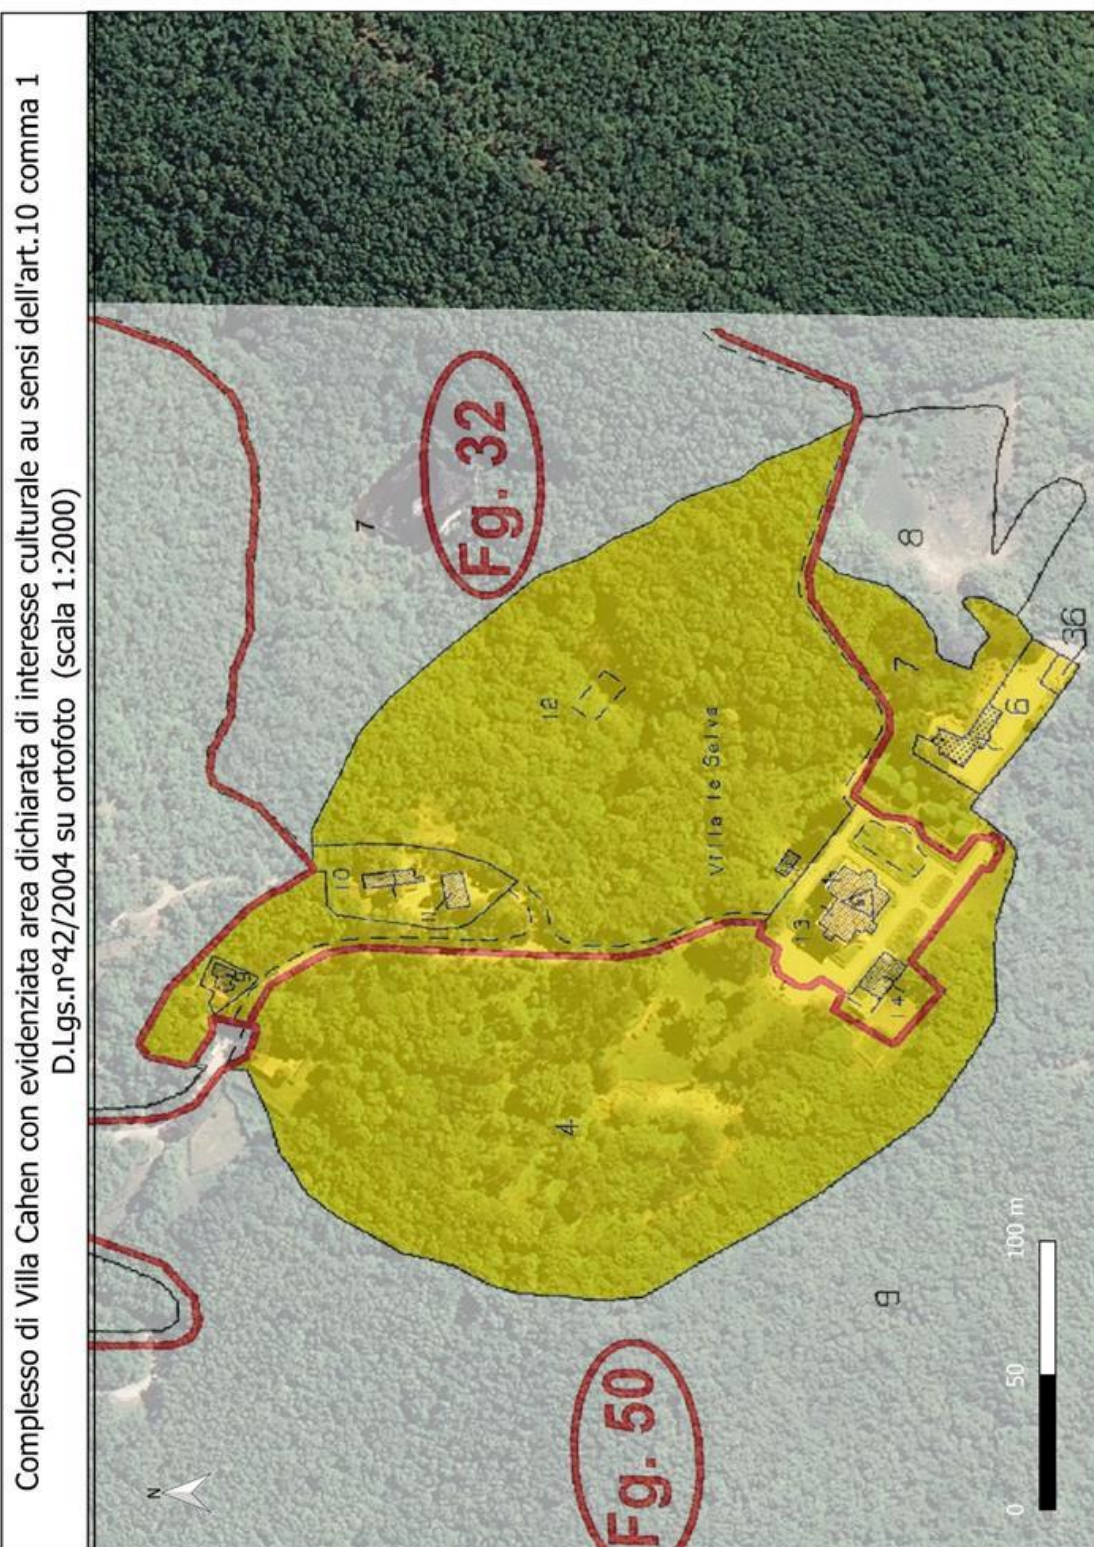 Complesso di Villa Cahen con evidenziata area dichiarata di interesse culturale au sensi dell'art.10 comma 1
D.Lgs.n°42/2004 su ortofoto (scala 1:2000)
N
Fg. 32
7
10
11
12
Villa le Selva
8
7
36
6
13
14
4
9
Fg. 50
0 50 100 m